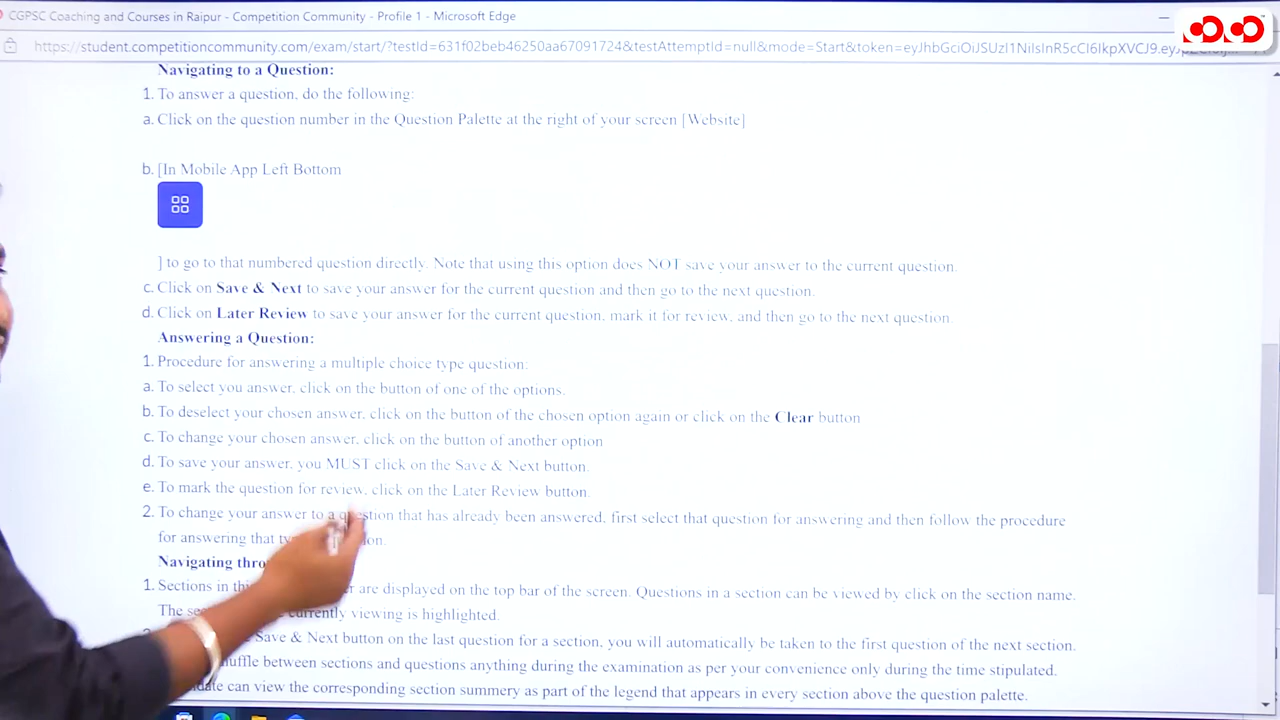 CGPSC Coaching and Courses in Raipur - Competition Community - Profile 1 - Microsoft Edge
https://student.competitioncommunity.com/exam/start/?testId=631f02beb46250aa67091724&testAttemptId=null&mode=Start&token=eyJhbGciOiJSUzI1NiIsInR5cCI6IkpXVCJ9.ey
Navigating to a Question:
1. To answer a question, do the following:
a. Click on the question number in the Question Palette at the right of your screen [Website]
b. [In Mobile App Left Bottom
] to go to that numbered question directly. Note that using this option does NOT save your answer to the current question.
c. Click on Save & Next to save your answer for the current question and then go to the next question.
d. Click on Later Review to save your answer for the current question, mark it for review, and then go to the next question.
Answering a Question:
1. Procedure for answering a multiple choice type question:
a. To select you answer, click on the button of one of the options.
b. To deselect your chosen answer, click on the button of the chosen option again or click on the Clear button
c. To change your chosen answer, click on the button of another option
d. To save your answer, you MUST click on the Save & Next button.
e. To mark the question for review, click on the Later Review button.
2. To change your answer to a question that has already been answered, first select that question for answering and then follow the procedure
for answering that
Navigating
1. Sections in are displayed on the top bar of the screen. Questions in a section can be viewed by click on the section name.
The currently viewing is highlighted.
Save & Next button on the last question for a section, you will automatically be taken to the first question of the next section.
between sections and questions anything during the examination as per your convenience only during the time stipulated.
can view the corresponding section summery as part of the legend that appears in every section above the question palette.